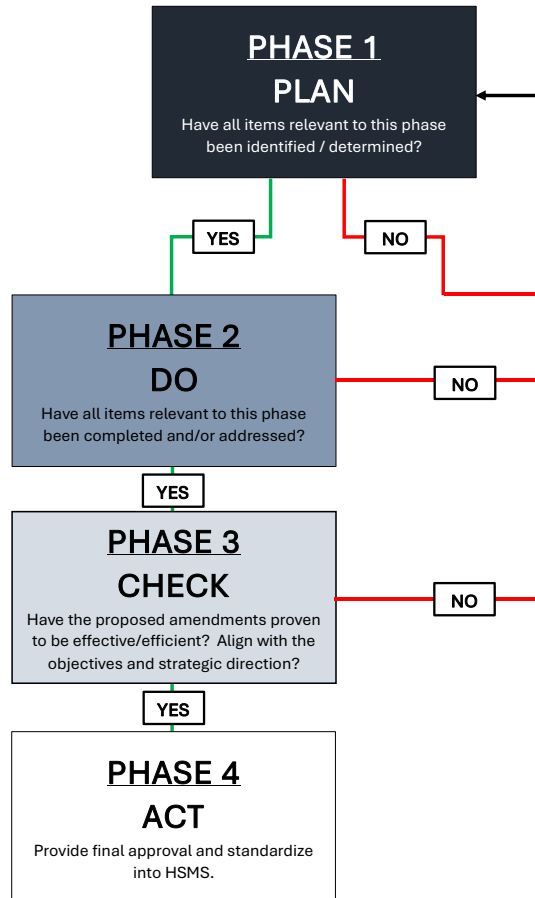 PHASE 1
PLAN
Have all items relevant to this phase
been identified / determined?
YES
NO
PHASE 2
DO
Have all items relevant to this phase
been completed and/or addressed?
NO
YES
PHASE 3
CHECK
Have the proposed amendments proven
to be effective/efficient?  Align with the
objectives and strategic direction?
NO
YES
PHASE 4
ACT
Provide final approval and standardize
into HSMS.